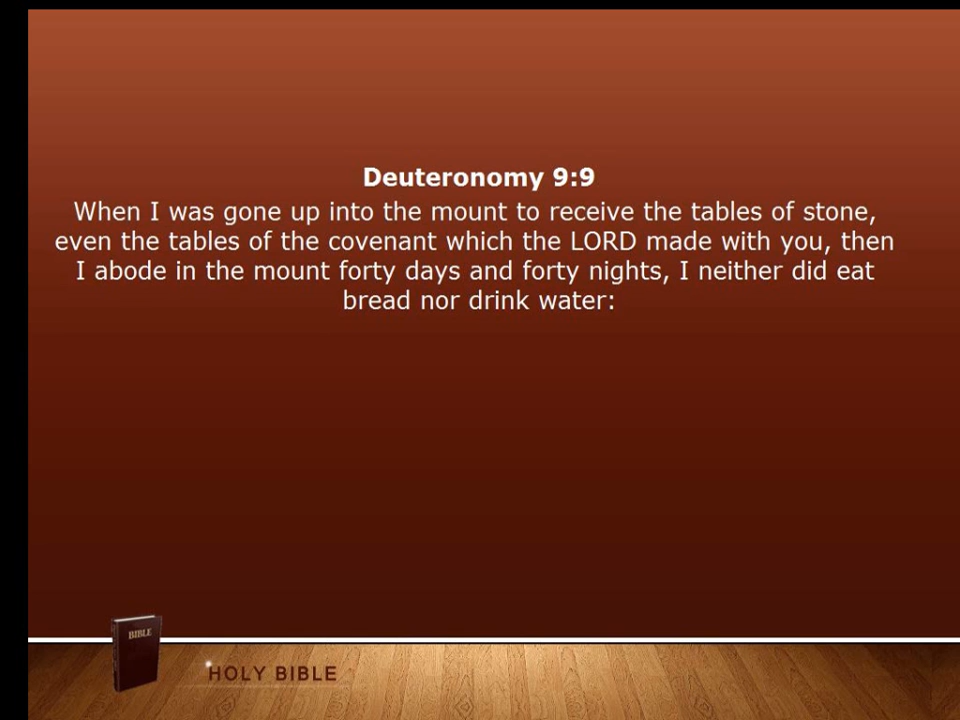 Deuteronomy 9:9
When I was gone up into the mount to receive the tables of stone,
even the tables of the covenant which the LORD made with you, then
I abode in the mount forty days and forty nights, I neither did eat
bread nor drink water:
BIBLE
HOLY BIBLE